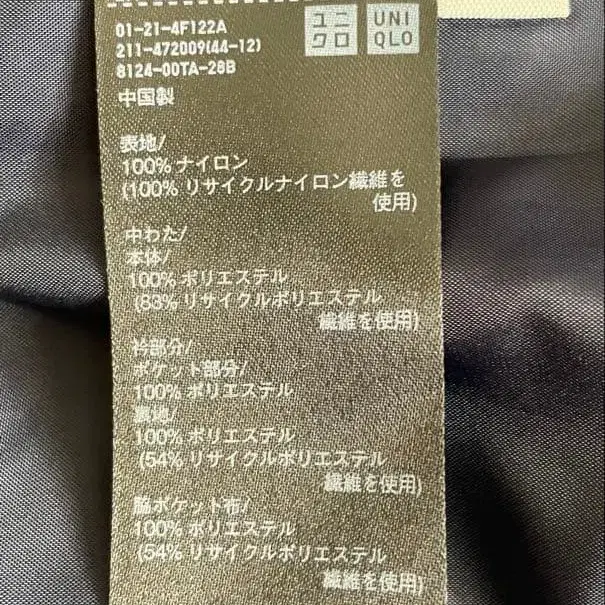 01-21-4F122A
211-472009(44-12)
8124-00TA-28B
ユニ
クロ
UNI
QLO
中国製
表地/
100% ナイロン
(100% リサイクルナイロン繊維を
使用)
中わた/
本体/
100% ポリエステル
(83% リサイクルポリエステル
繊維を使用)
衿部分/
ポケット部分/
100% ポリエステル
裏地/
100% ポリエステル
(54% リサイクルポリエステル
繊維を使用)
脇ポケット布/
100% ポリエステル
(54% リサイクルポリエステル
繊維を使用)